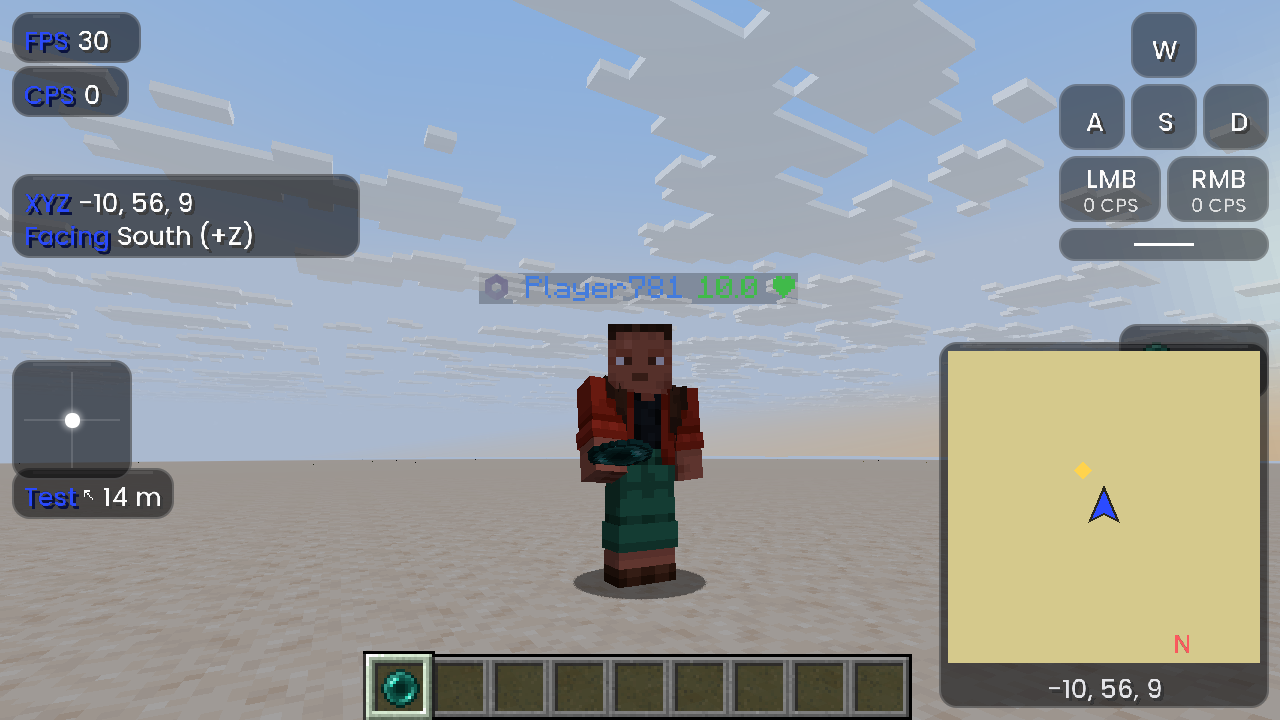 FPS 30
CPS 0
XYZ -10, 56, 9
Facing South (+Z)
Test ↖ 14 m
Player781 10.0
W
A S D
LMB
0 CPS
RMB
0 CPS
N
-10, 56, 9